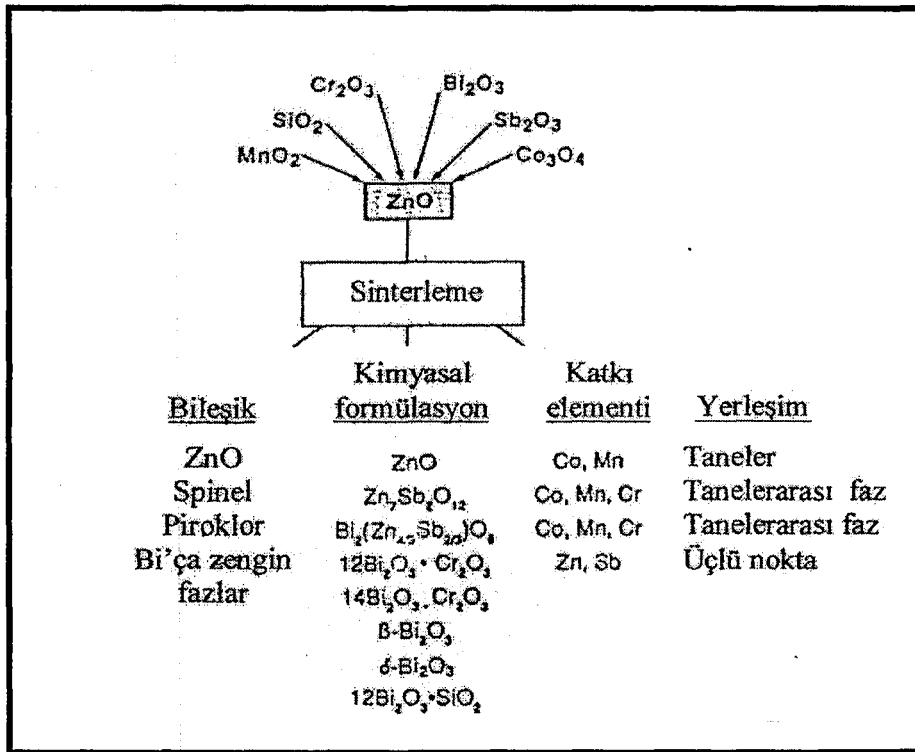 Cr₂O₃ Bi₂O₃
SiO₂ Sb₂O₃
MnO₂ Co₃O₄
ZnO
Sinterleme
Kimyasal Katkı
Bileşik formülasyon elementi Yerleşim
ZnO ZnO Co, Mn Taneler
Spinel Zn₇Sb₂O₁₂ Co, Mn, Cr Tanelerarası faz
Piroklor Co, Mn, Cr Tanelerarası faz
Bi'ça zengin 12Bi₂O₃·Cr₂O₃ Zn, Sb Üçlü nokta
fazlar 14Bi₂O₃·Cr₂O₃
β-Bi₂O₃
δ-Bi₂O₃
12Bi₂O₃·SiO₂